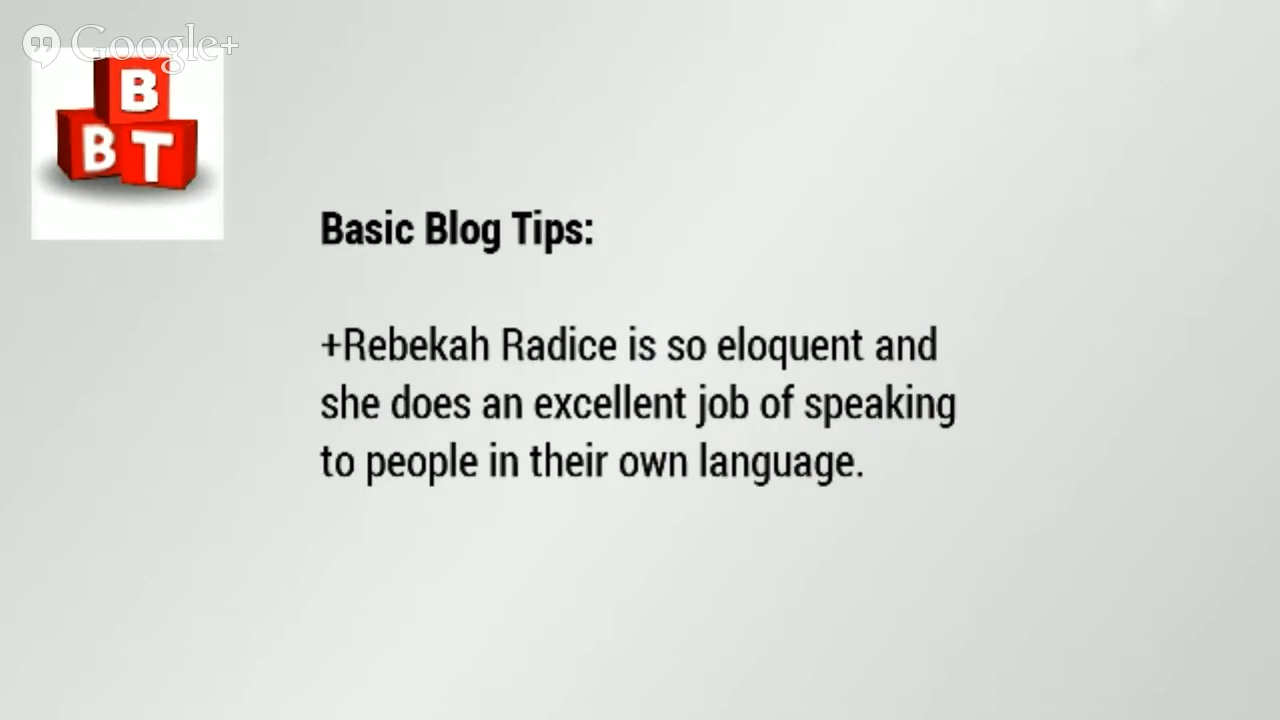 Google+
B
B T
Basic Blog Tips:
+Rebekah Radice is so eloquent and
she does an excellent job of speaking
to people in their own language.